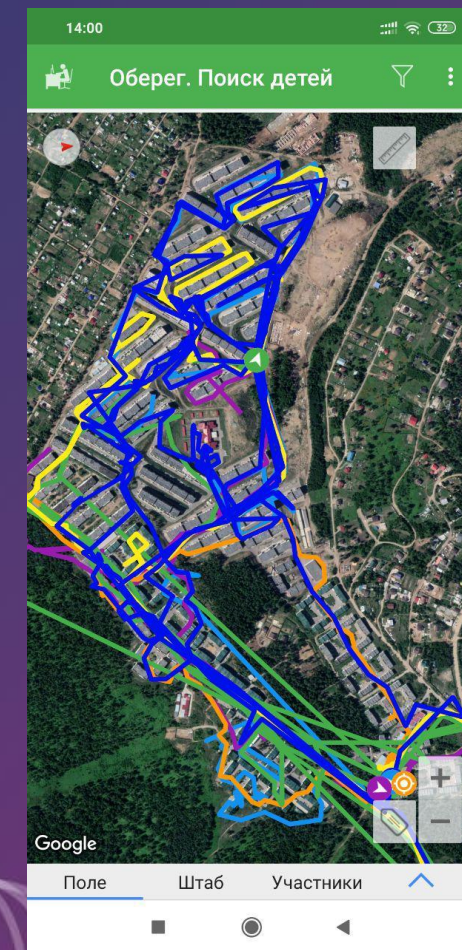 14:00
32
Оберег. Поиск детей
+
−
Google
Поле Штаб Участники